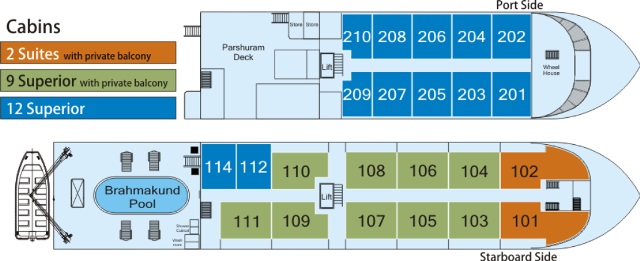 Port Side
Cabins
2 Suites with private balcony
9 Superior with private balcony
12 Superior
Store Store
Parshuram
Deck
Lift
210 208 206 204 202
209 207 205 203 201
Wheel
House
114 112 110 108 106 104 102
Brahmakund
Pool
Lift
111 109 107 105 103 101
Starboard Side